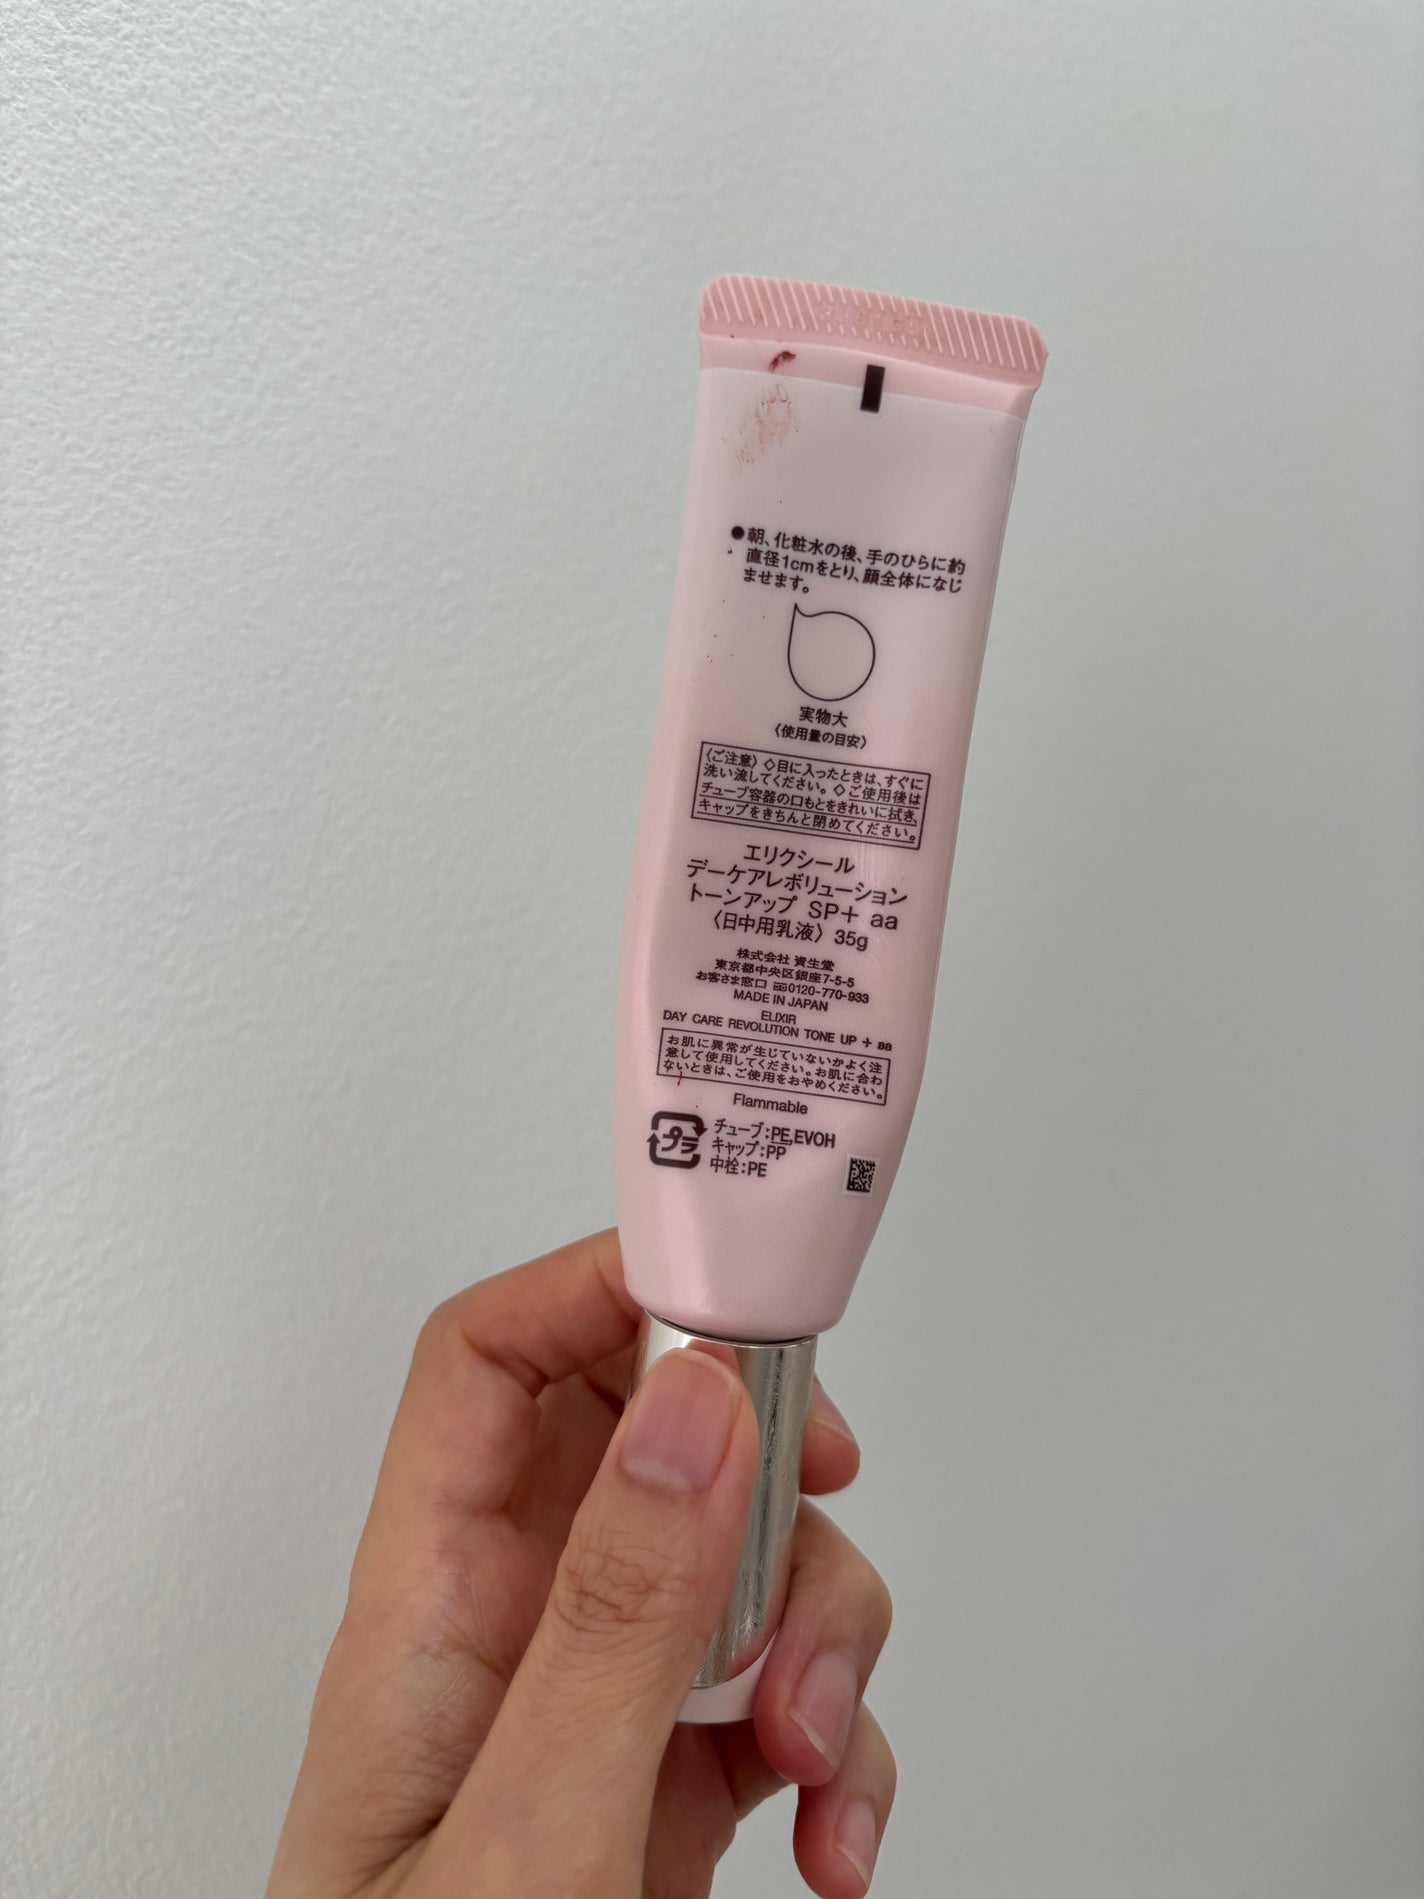 ●朝、化粧水の後、手のひらに約
直径1cmをとり、顔全体になじ
ませます。
実物大
〈使用量の目安〉
〈ご注意〉◇目に入ったときは、すぐに
洗い流してください。◇ご使用後は
チューブ容器の口もとをきれいに拭き、
キャップをきちんと閉めてください。
エリクシール
デーケアレボリューション
トーンアップ SP+ aa
〈日中用乳液〉 35g
株式会社 資生堂
東京都中央区銀座7-5-5
お客さま窓口 0120-770-933
MADE IN JAPAN
ELIXIR
DAY CARE REVOLUTION TONE UP + aa
お肌に異常が生じていないかよく注
意して使用してください。お肌に合わ
ないときは、ご使用をおやめください。
Flammable
プラ
チューブ:PE,EVOH
キャップ:PP
中栓:PE